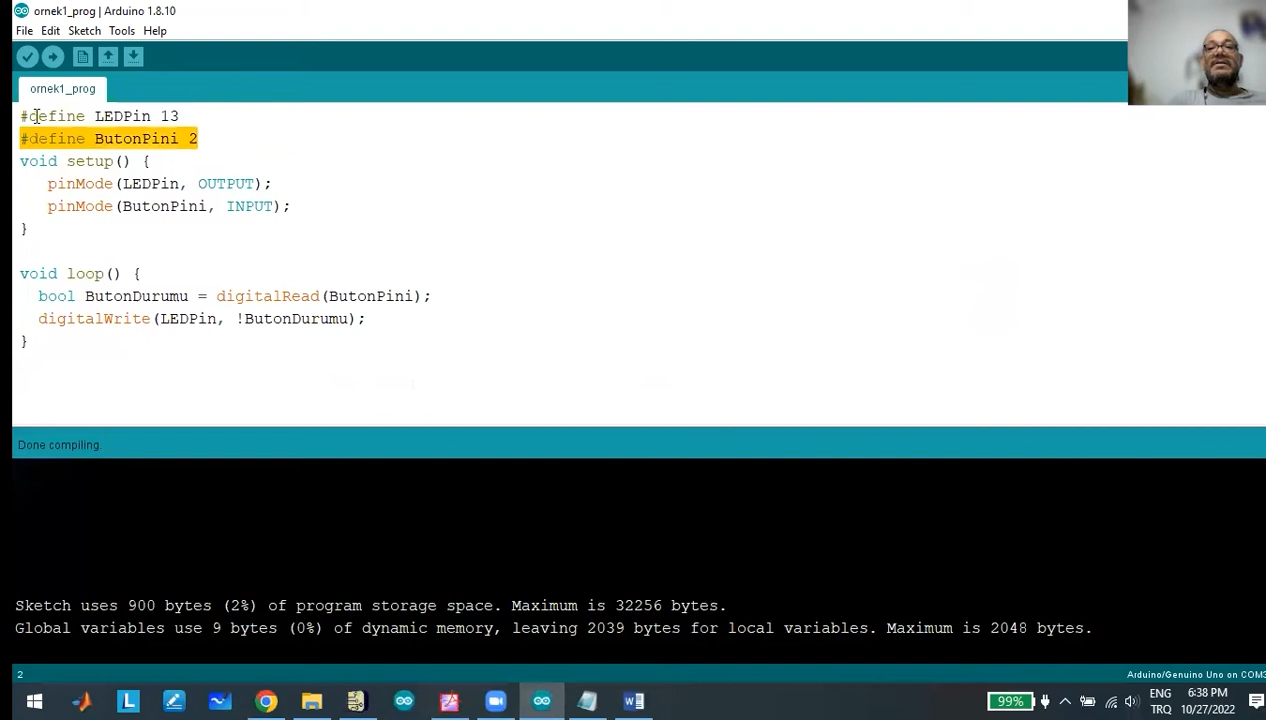 ornek1_prog | Arduino 1.8.10
File Edit Sketch Tools Help
ornek1_prog
#define LEDPin 13
#define ButonPini 2
void setup() {
pinMode(LEDPin, OUTPUT);
pinMode(ButonPini, INPUT);
}
void loop() {
bool ButonDurumu = digitalRead(ButonPini);
digitalWrite(LEDPin, !ButonDurumu);
}
Done compiling.
Sketch uses 900 bytes (2%) of program storage space. Maximum is 32256 bytes.
Global variables use 9 bytes (0%) of dynamic memory, leaving 2039 bytes for local variables. Maximum is 2048 bytes.
2
Arduino/Genuino Uno on COM3
L
99%
ENG
TRQ
6:38 PM
10/27/2022